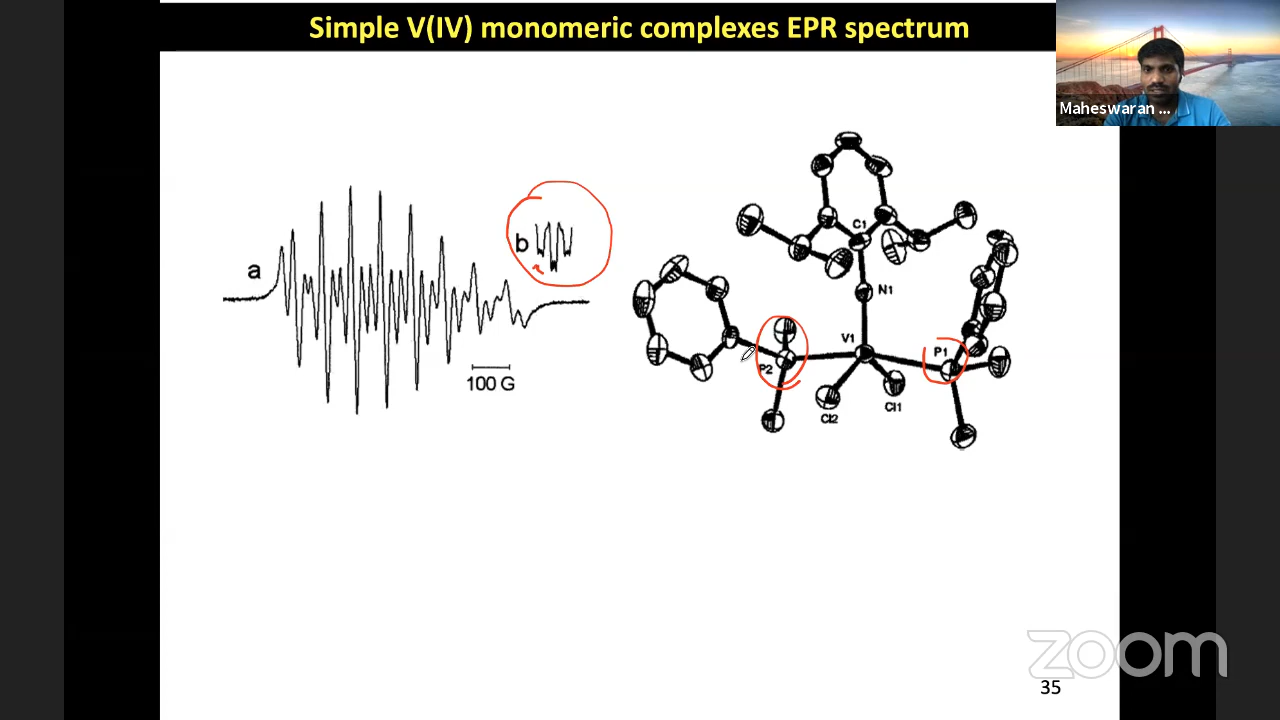 Simple V(IV) monomeric complexes EPR spectrum
Maheswaran ...
a
b
100 G
C1
N1
V1
P1
P2
Cl1
Cl2
zoom
35